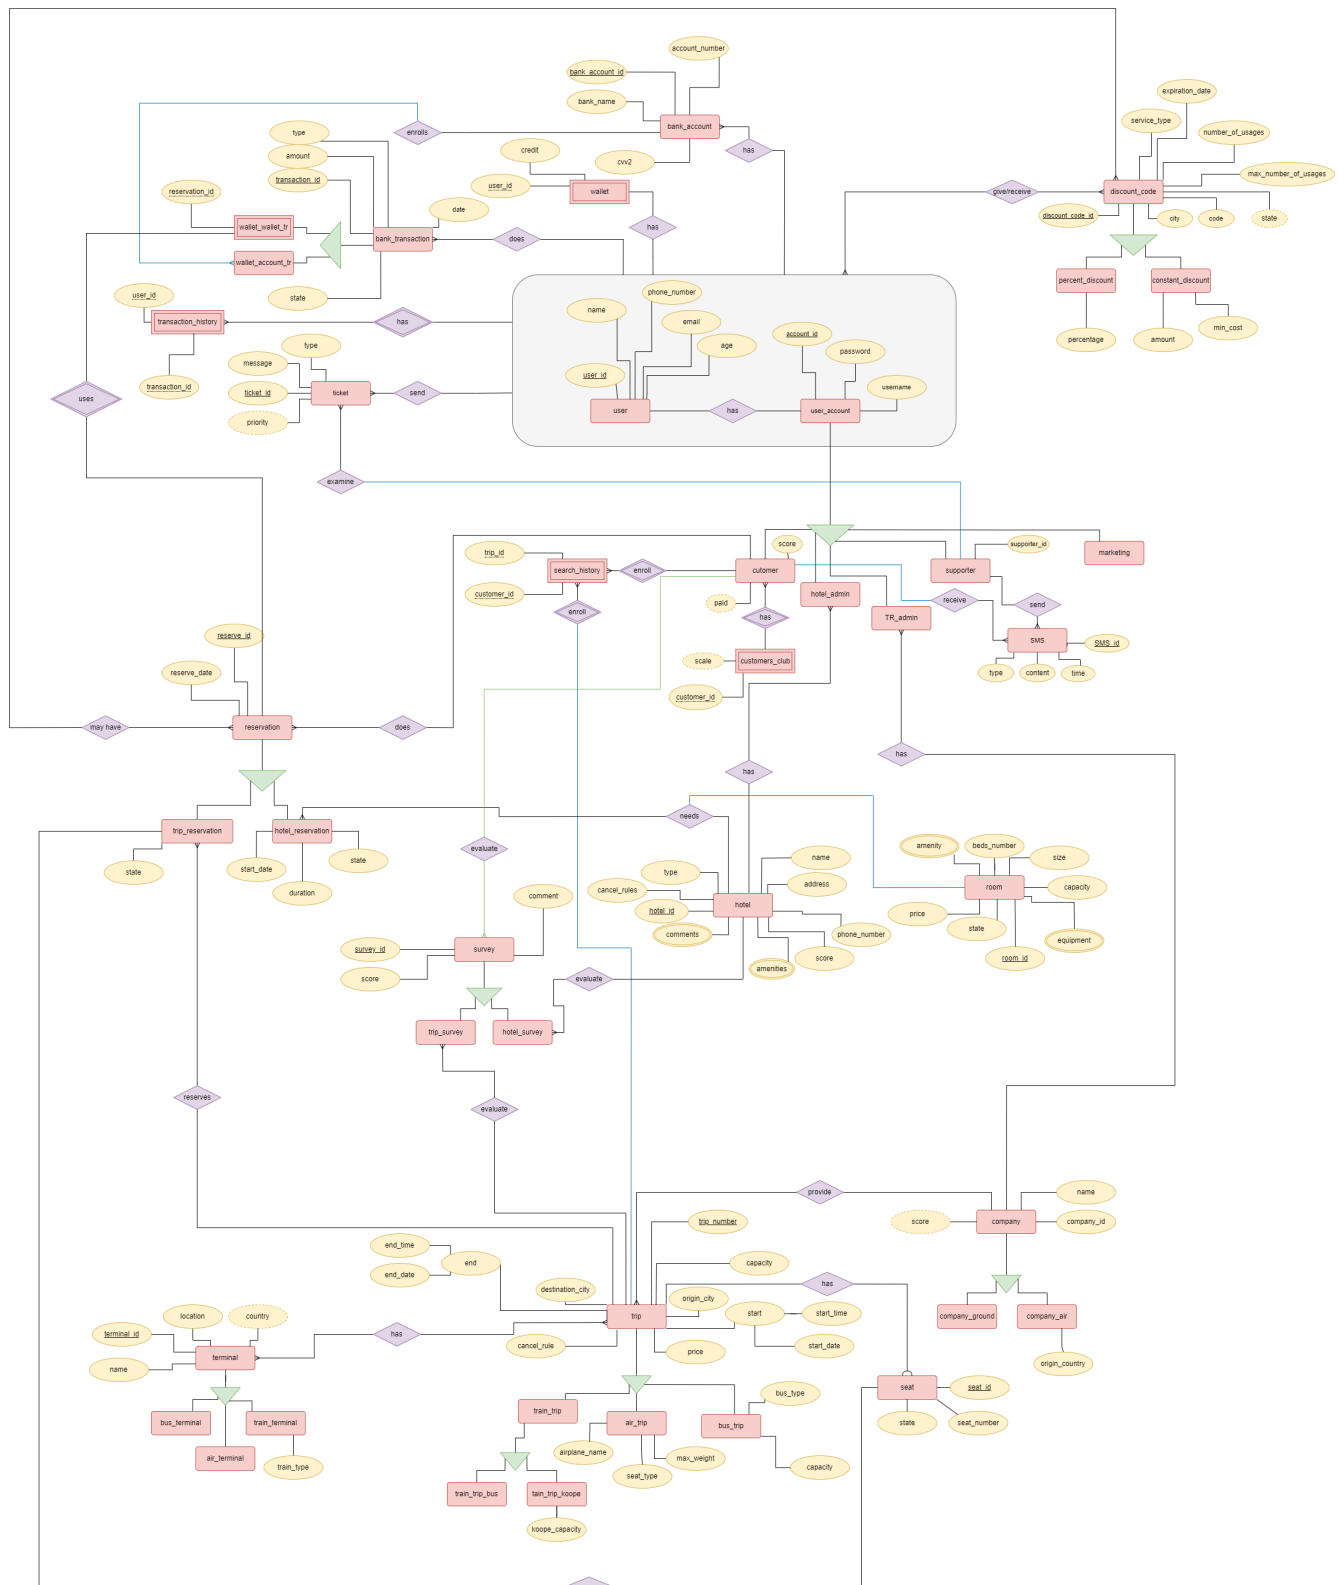 account_number
bank_account_id
bank_name
bank_account
enrolls
type
amount
transaction_id
reservation_id
wallet_wallet_tr
wallet_account_tr
bank_transaction
date
state
credit
user_id
wallet
cvv2
has
has
does
expiration_date
service_type
number_of_usages
max_number_of_usages
discount_code
give/receive
discount_code_id
city
code
state
percent_discount
constant_discount
percentage
amount
min_cost
user_id
transaction_history
has
transaction_id
uses
type
message
ticket_id
ticket
priority
send
examine
phone_number
name
email
age
user_id
user
has
account_id
password
username
user_account
trip_id
search_history
customer_id
enroll
enroll
score
cutomer
paid
has
scale
customers_club
customer_id
hotel_admin
TR_admin
supporter_id
supporter
marketing
receive
send
SMS
SMS_id
type
content
time
reserve_id
reserve_date
reservation
may have
does
has
has
trip_reservation
hotel_reservation
state
start_date
state
duration
needs
evaluate
type
name
cancel_rules
address
hotel_id
hotel
comments
phone_number
score
amenities
amenity
beds_number
size
room
capacity
price
state
equipment
room_id
comment
survey_id
survey
score
evaluate
trip_survey
hotel_survey
reserves
evaluate
provide
name
score
company
company_id
company_ground
company_air
origin_country
trip_number
end_time
end
end_date
capacity
destination_city
origin_city
has
trip
start
start_time
start_date
cancel_rule
price
location
country
terminal_id
terminal
name
has
bus_terminal
train_terminal
air_terminal
train_type
train_trip
air_trip
bus_trip
bus_type
airplane_name
max_weight
seat_type
capacity
train_trip_bus
tain_trip_koope
koope_capacity
seat
seat_id
state
seat_number